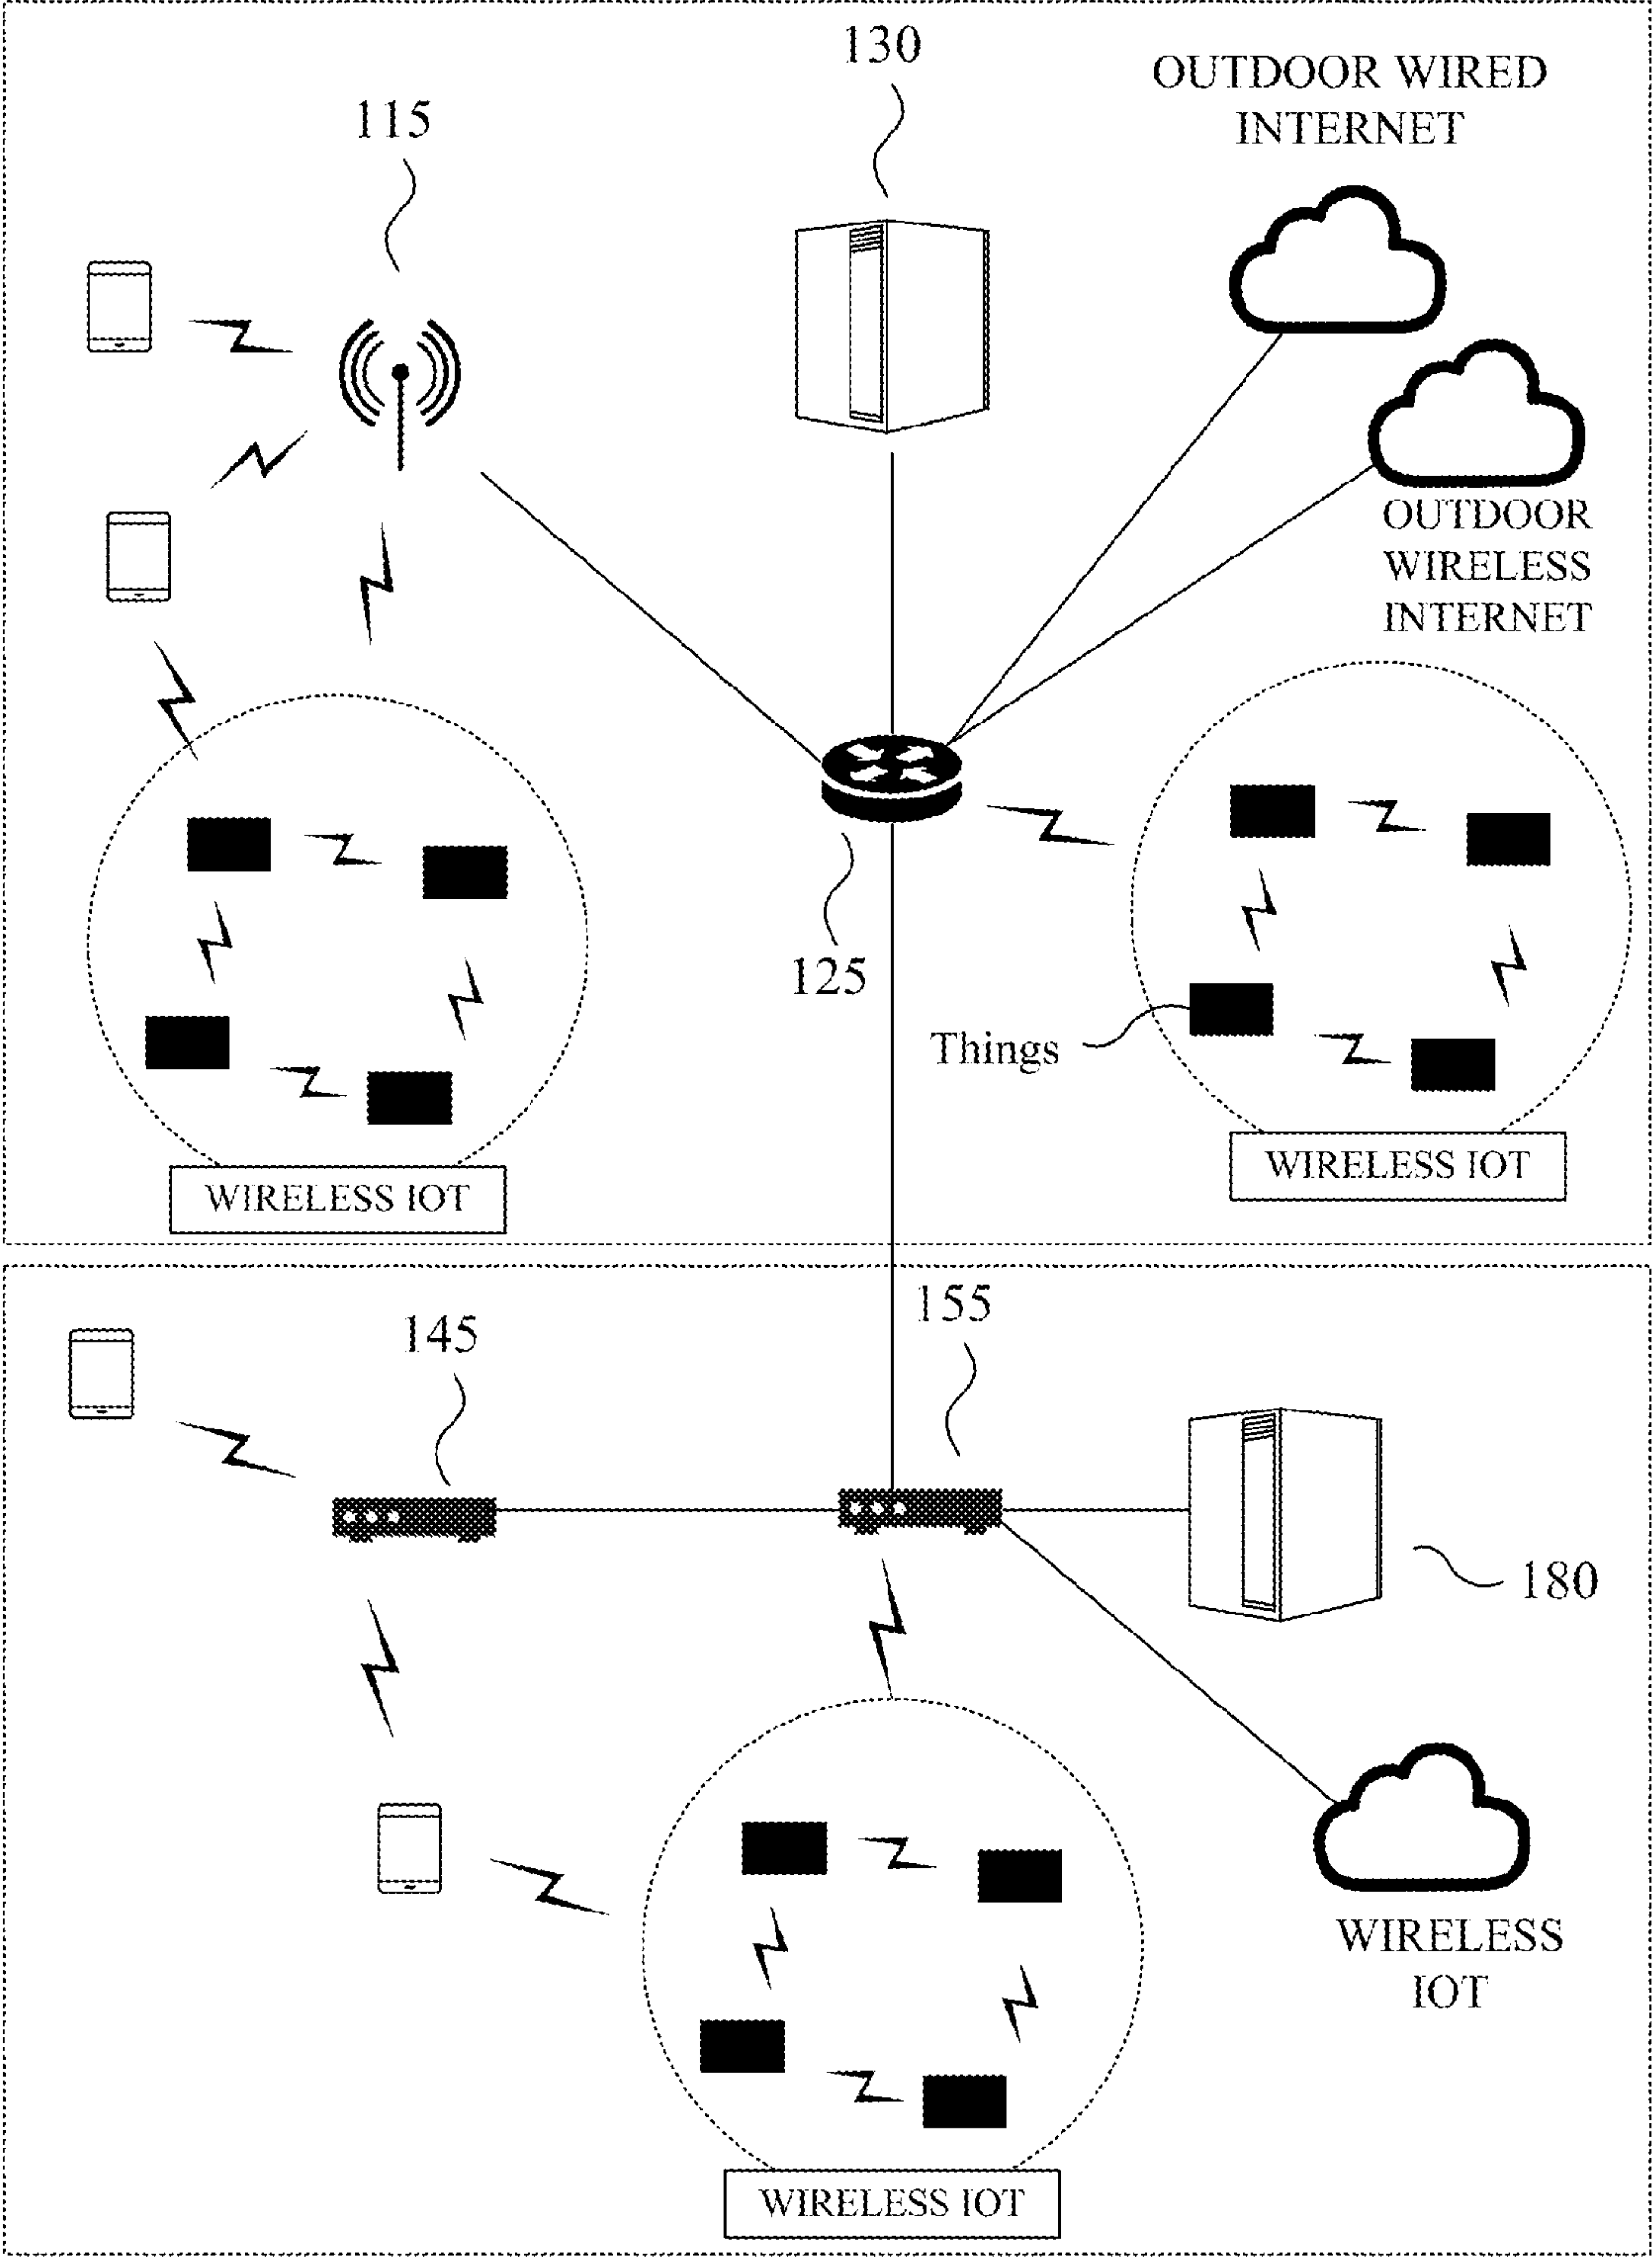 130
OUTDOOR WIRED
INTERNET
115
OUTDOOR
WIRELESS
INTERNET
125
Things
WIRELESS IOT
WIRELESS IOT
155
145
180
WIRELESS
IOT
WIRELESS IOT